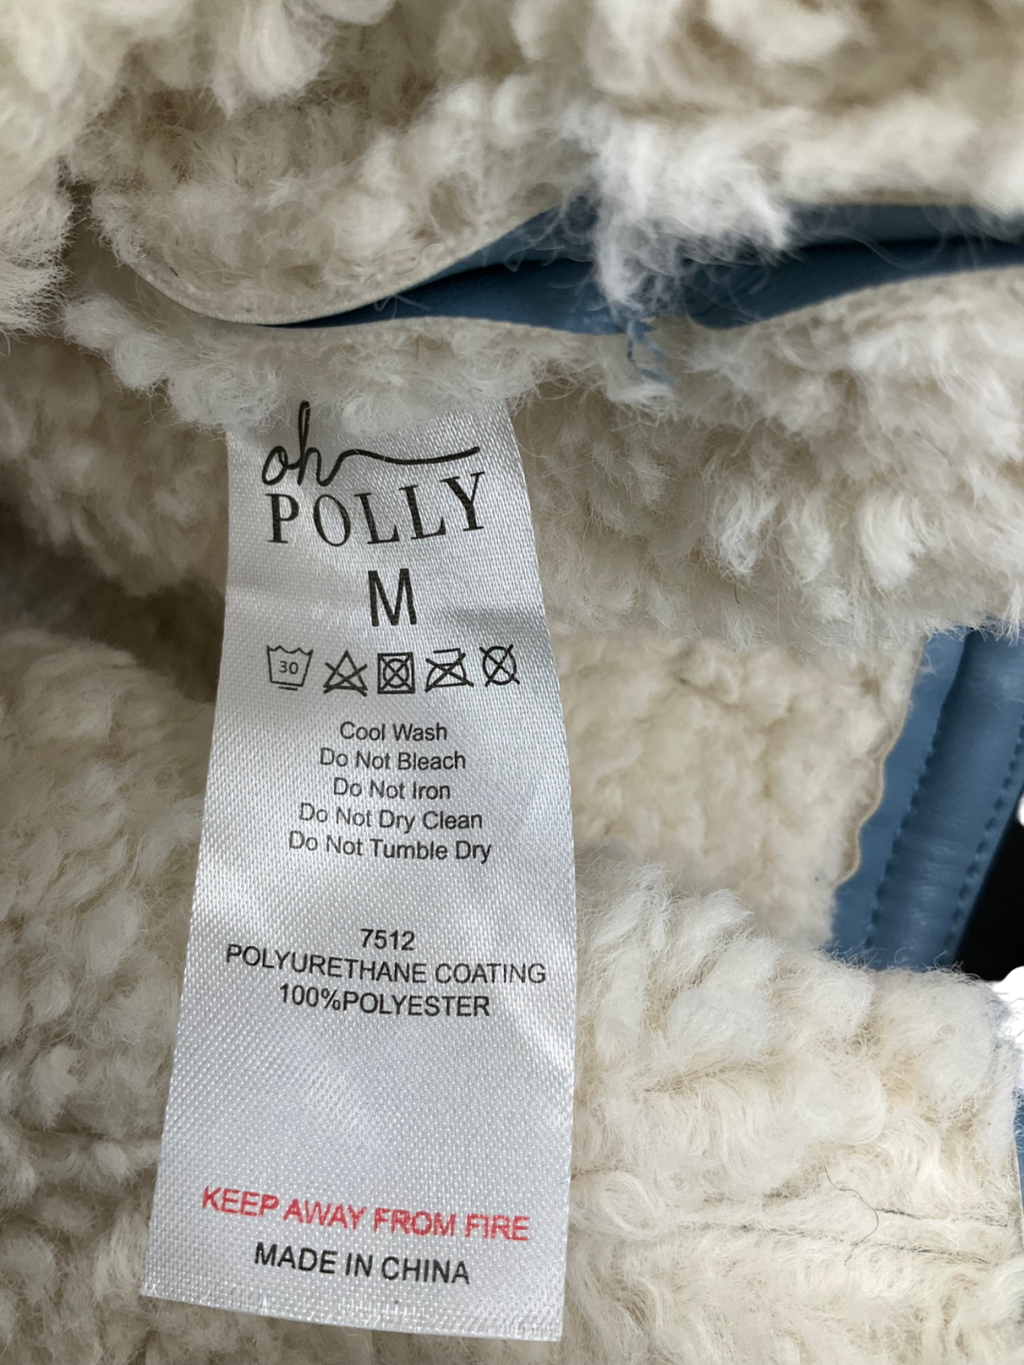 oh
POLLY
M
30
Cool Wash
Do Not Bleach
Do Not Iron
Do Not Dry Clean
Do Not Tumble Dry
7512
POLYURETHANE COATING
100%POLYESTER
KEEP AWAY FROM FIRE
MADE IN CHINA